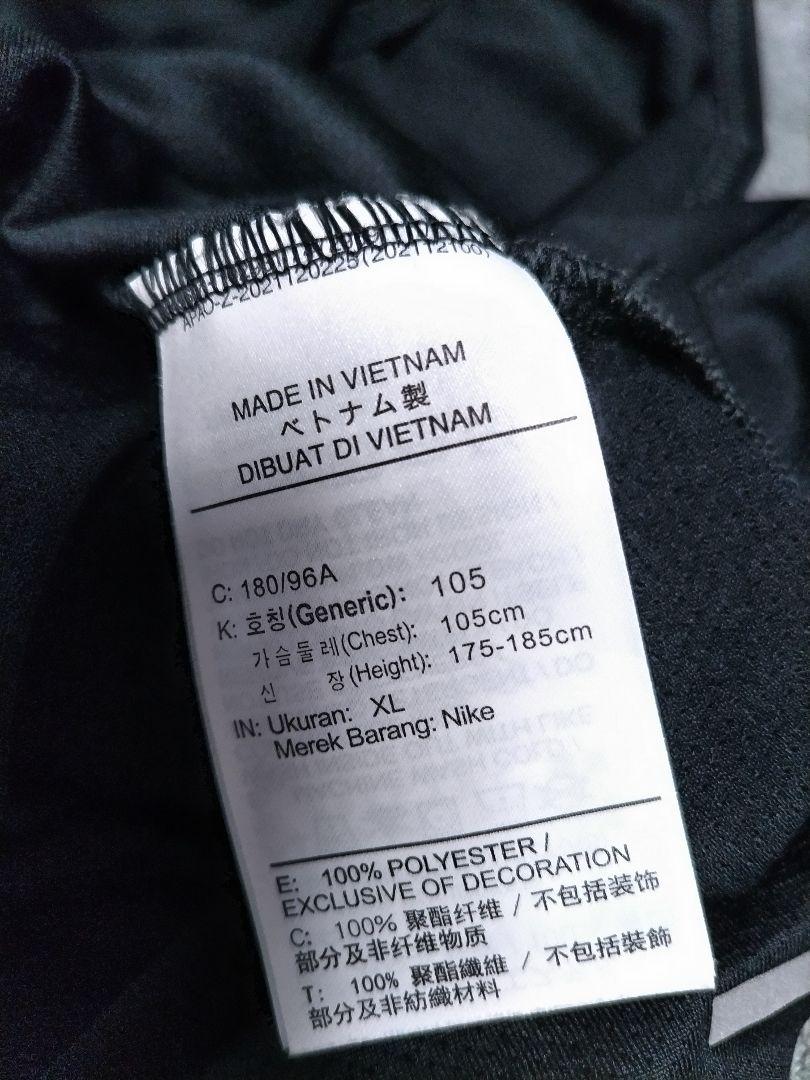 APAO-Z-2021120225(202112100)
MADE IN VIETNAM
ベトナム製
DIBUAT DI VIETNAM
C: 180/96A
K: 호칭(Generic): 105
가슴둘레(Chest): 105cm
신 장(Height): 175-185cm
IN: Ukuran: XL
Merek Barang: Nike
E: 100% POLYESTER /
EXCLUSIVE OF DECORATION
C: 100% 聚酯纤维 / 不包括装饰
部分及非纤维物质
T: 100% 聚酯纖維 / 不包括裝飾
部分及非紡織材料